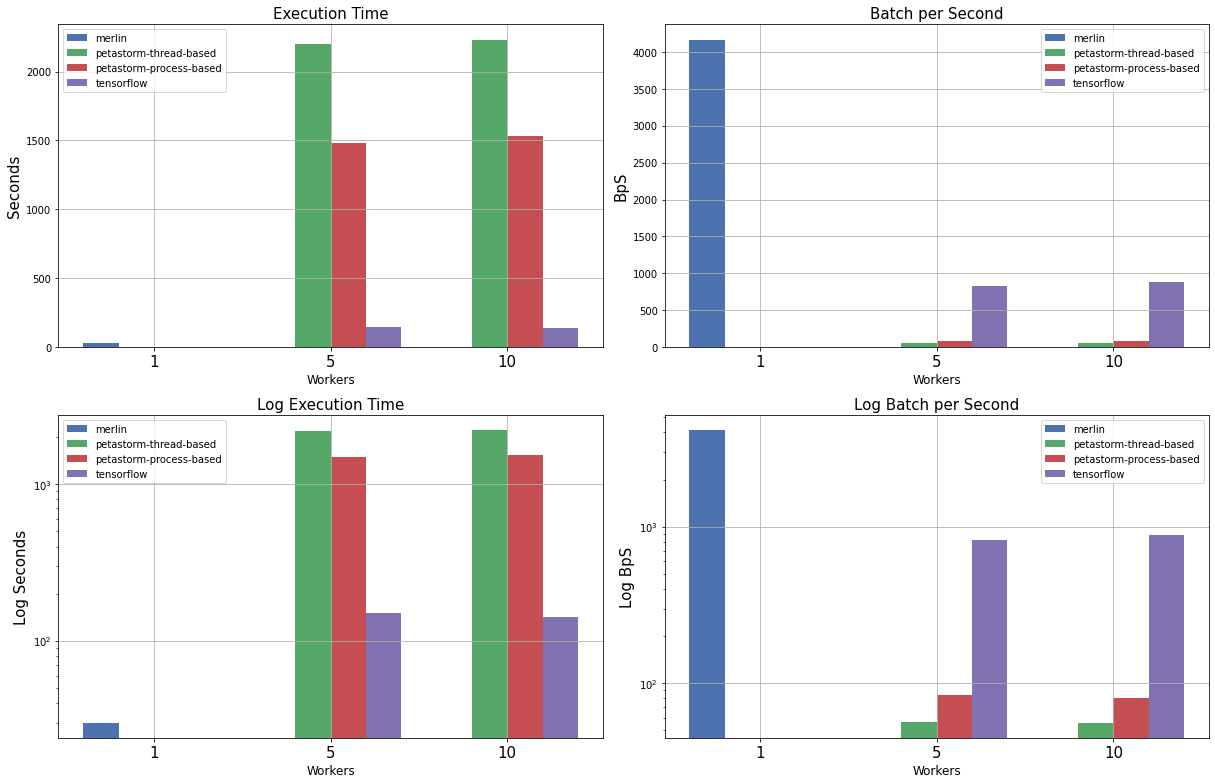 Execution Time
merlin
petastorm-thread-based
petastorm-process-based
tensorflow
2000
1500
1000
500
0
Seconds
1
5
10
Workers
Batch per Second
merlin
petastorm-thread-based
petastorm-process-based
tensorflow
4000
3500
3000
2500
2000
1500
1000
500
0
BpS
1
5
10
Workers
Log Execution Time
merlin
petastorm-thread-based
petastorm-process-based
tensorflow
10³
10²
Log Seconds
1
5
10
Workers
Log Batch per Second
merlin
petastorm-thread-based
petastorm-process-based
tensorflow
10³
10²
Log BpS
1
5
10
Workers